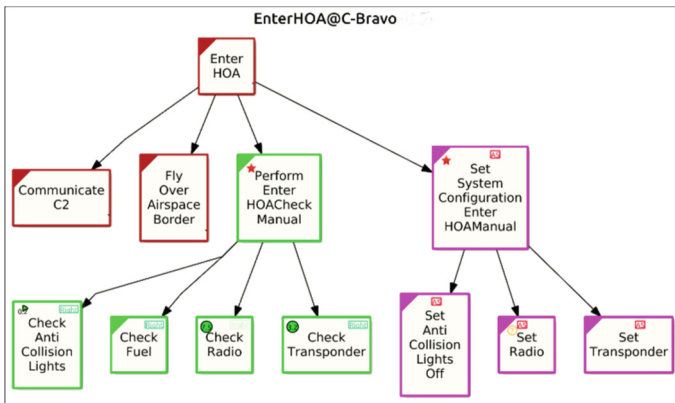 EnterHOA@C-Bravo
Enter
HOA
Communicate
C2
Fly
Over
Airspace
Border
Perform
Enter
HOACheck
Manual
Set
System
Configuration
Enter
HOAManual
Check
Anti
Collision
Lights
Check
Fuel
Check
Radio
Check
Transponder
Set
Anti
Collision
Lights
Off
Set
Radio
Set
Transponder